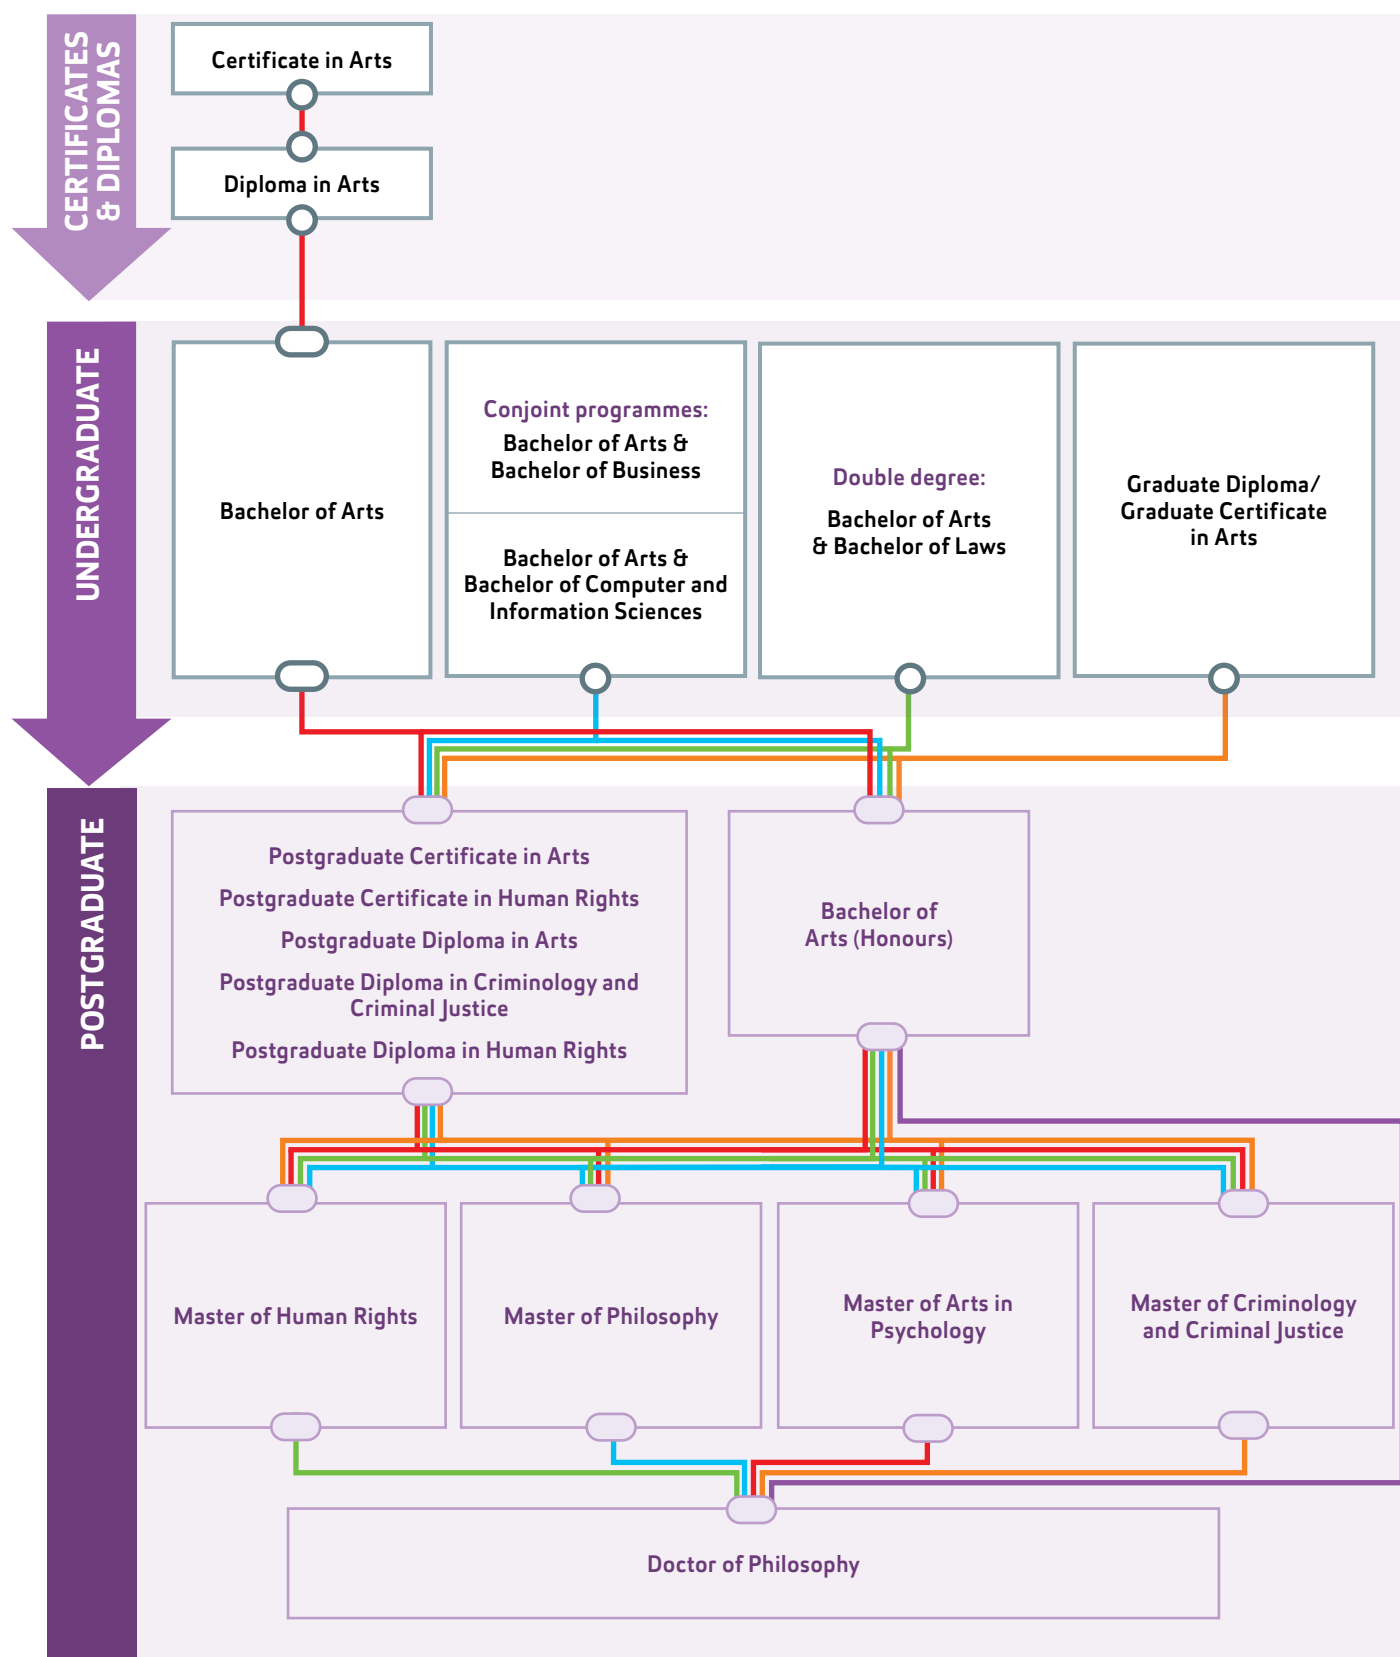 CERTIFICATES
& DIPLOMAS
Certificate in Arts
Diploma in Arts
UNDERGRADUATE
Bachelor of Arts
Conjoint programmes:
Bachelor of Arts &
Bachelor of Business
Bachelor of Arts &
Bachelor of Computer and
Information Sciences
Double degree:
Bachelor of Arts
& Bachelor of Laws
Graduate Diploma/
Graduate Certificate
in Arts
POSTGRADUATE
Postgraduate Certificate in Arts
Postgraduate Certificate in Human Rights
Postgraduate Diploma in Arts
Postgraduate Diploma in Criminology and
Criminal Justice
Postgraduate Diploma in Human Rights
Bachelor of
Arts (Honours)
Master of Human Rights
Master of Philosophy
Master of Arts in
Psychology
Master of Criminology
and Criminal Justice
Doctor of Philosophy